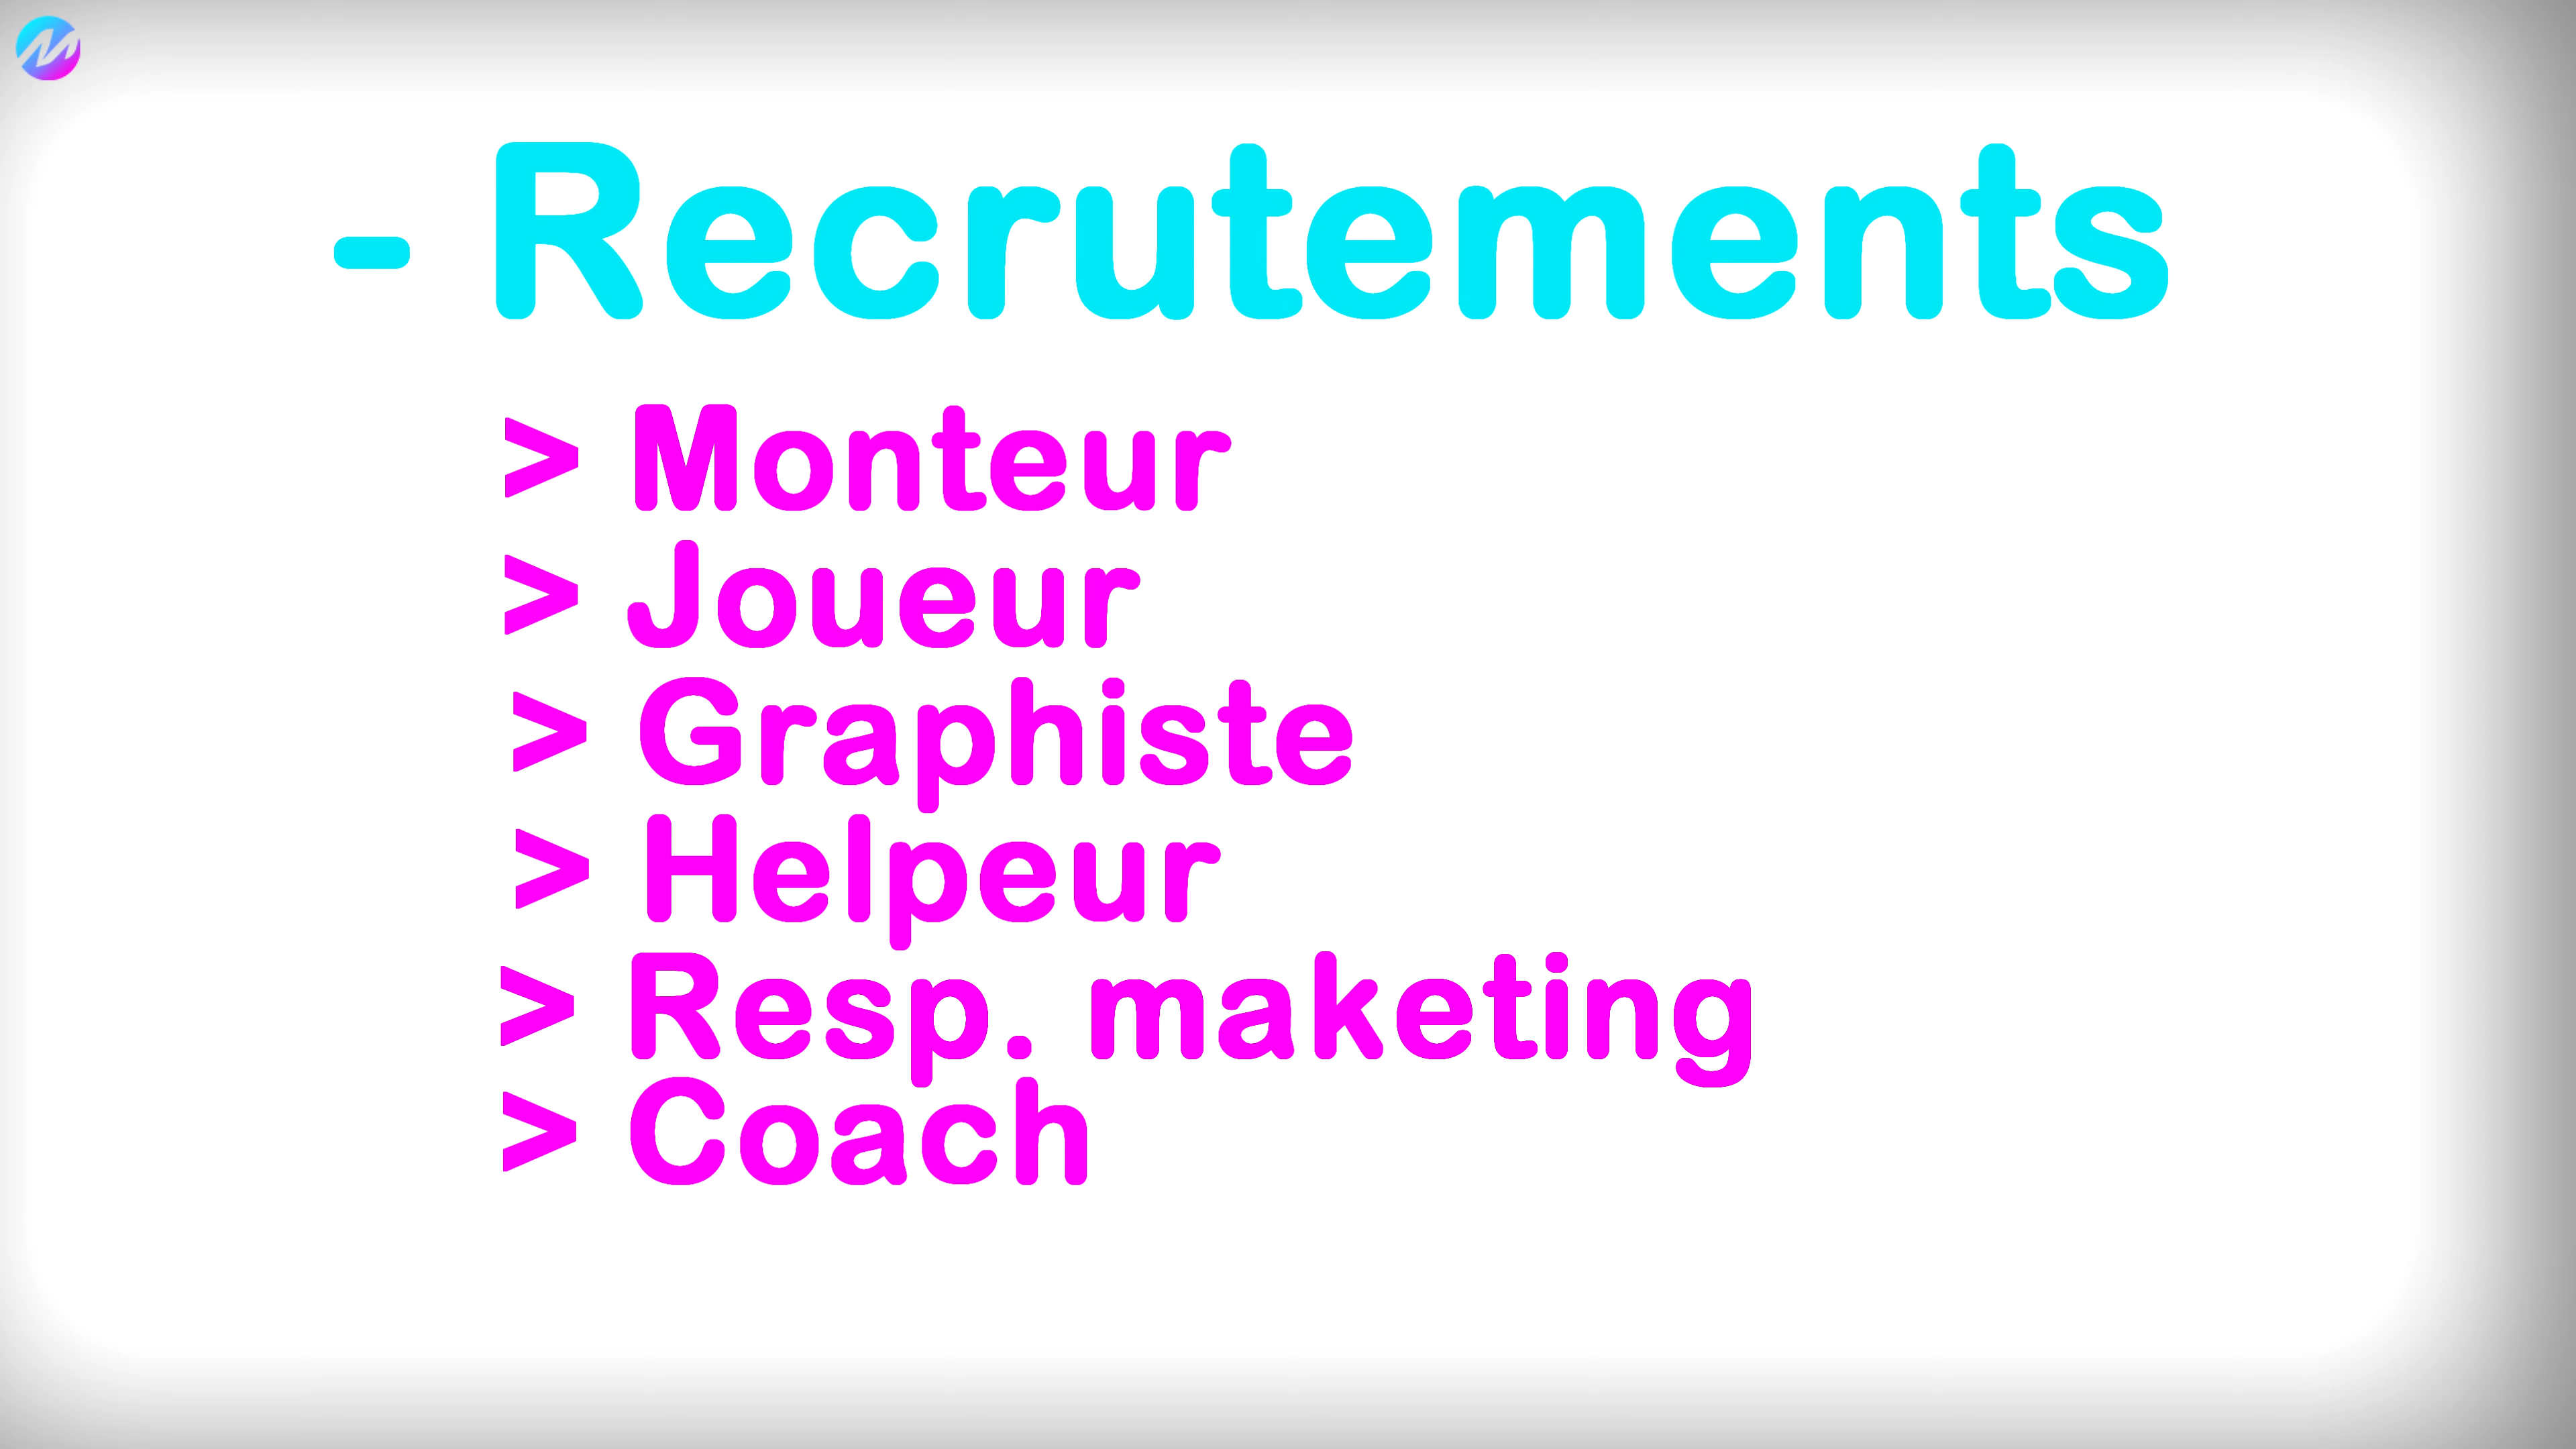 - Recrutements
> Monteur
> Joueur
> Graphiste
> Helpeur
> Resp. maketing
> Coach